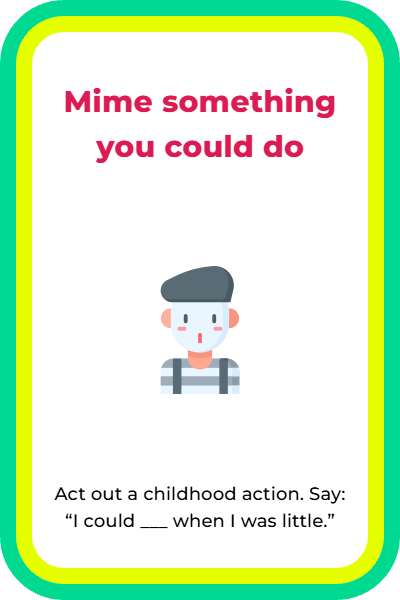 Mime something
you could do
Act out a childhood action. Say:
“I could ___ when I was little.”